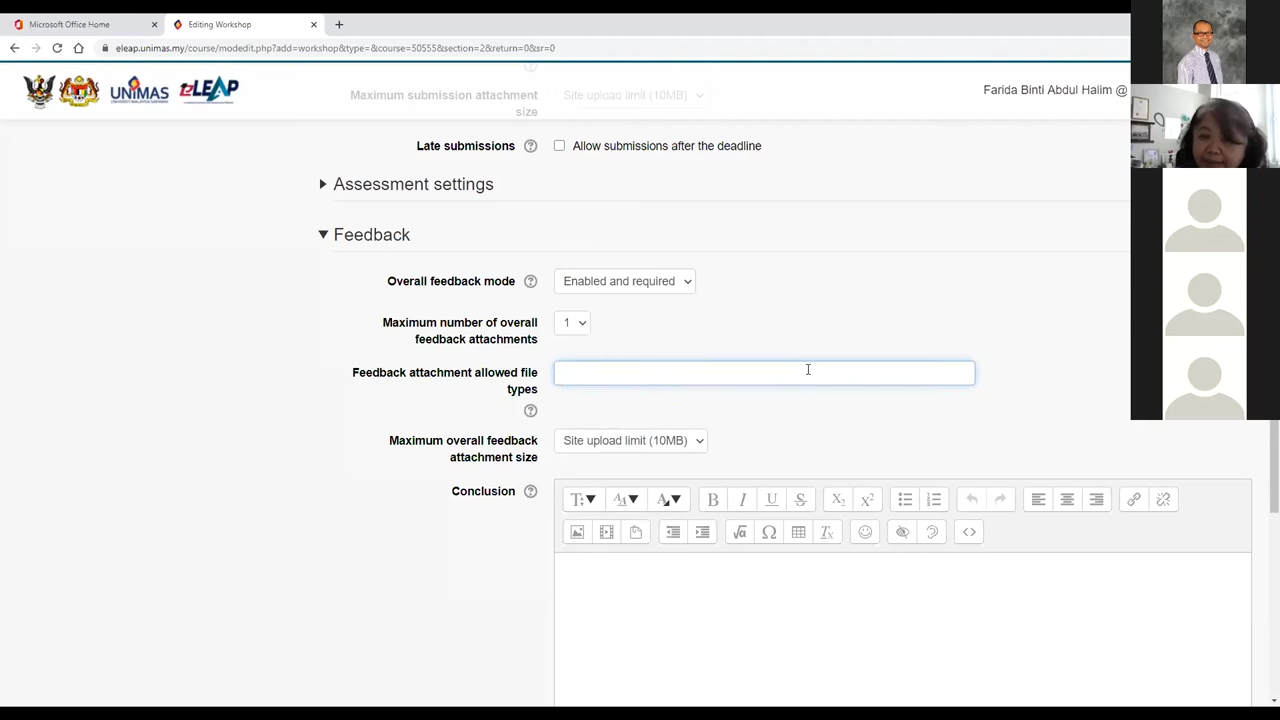 Microsoft Office Home
Editing Workshop
eleap.unimas.my/course/modedit.php?add=workshop&type=&course=50555&section=2&return=0&sr=0
UNIMAS
eLEAP
Farida Binti Abdul Halim @
Maximum submission attachment
size
Site upload limit (10MB)
Late submissions
Allow submissions after the deadline
Assessment settings
Feedback
Overall feedback mode
Enabled and required
Maximum number of overall
feedback attachments
1
Feedback attachment allowed file
types
Maximum overall feedback
attachment size
Site upload limit (10MB)
Conclusion